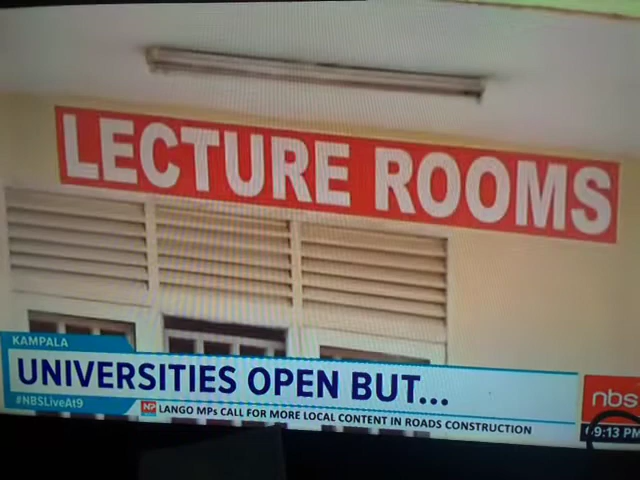 LECTURE ROOMS
KAMPALA
UNIVERSITIES OPEN BUT...
#NBSLiveAt9
NP LANGO MPs CALL FOR MORE LOCAL CONTENT IN ROADS CONSTRUCTION
nbs
9:13 PM